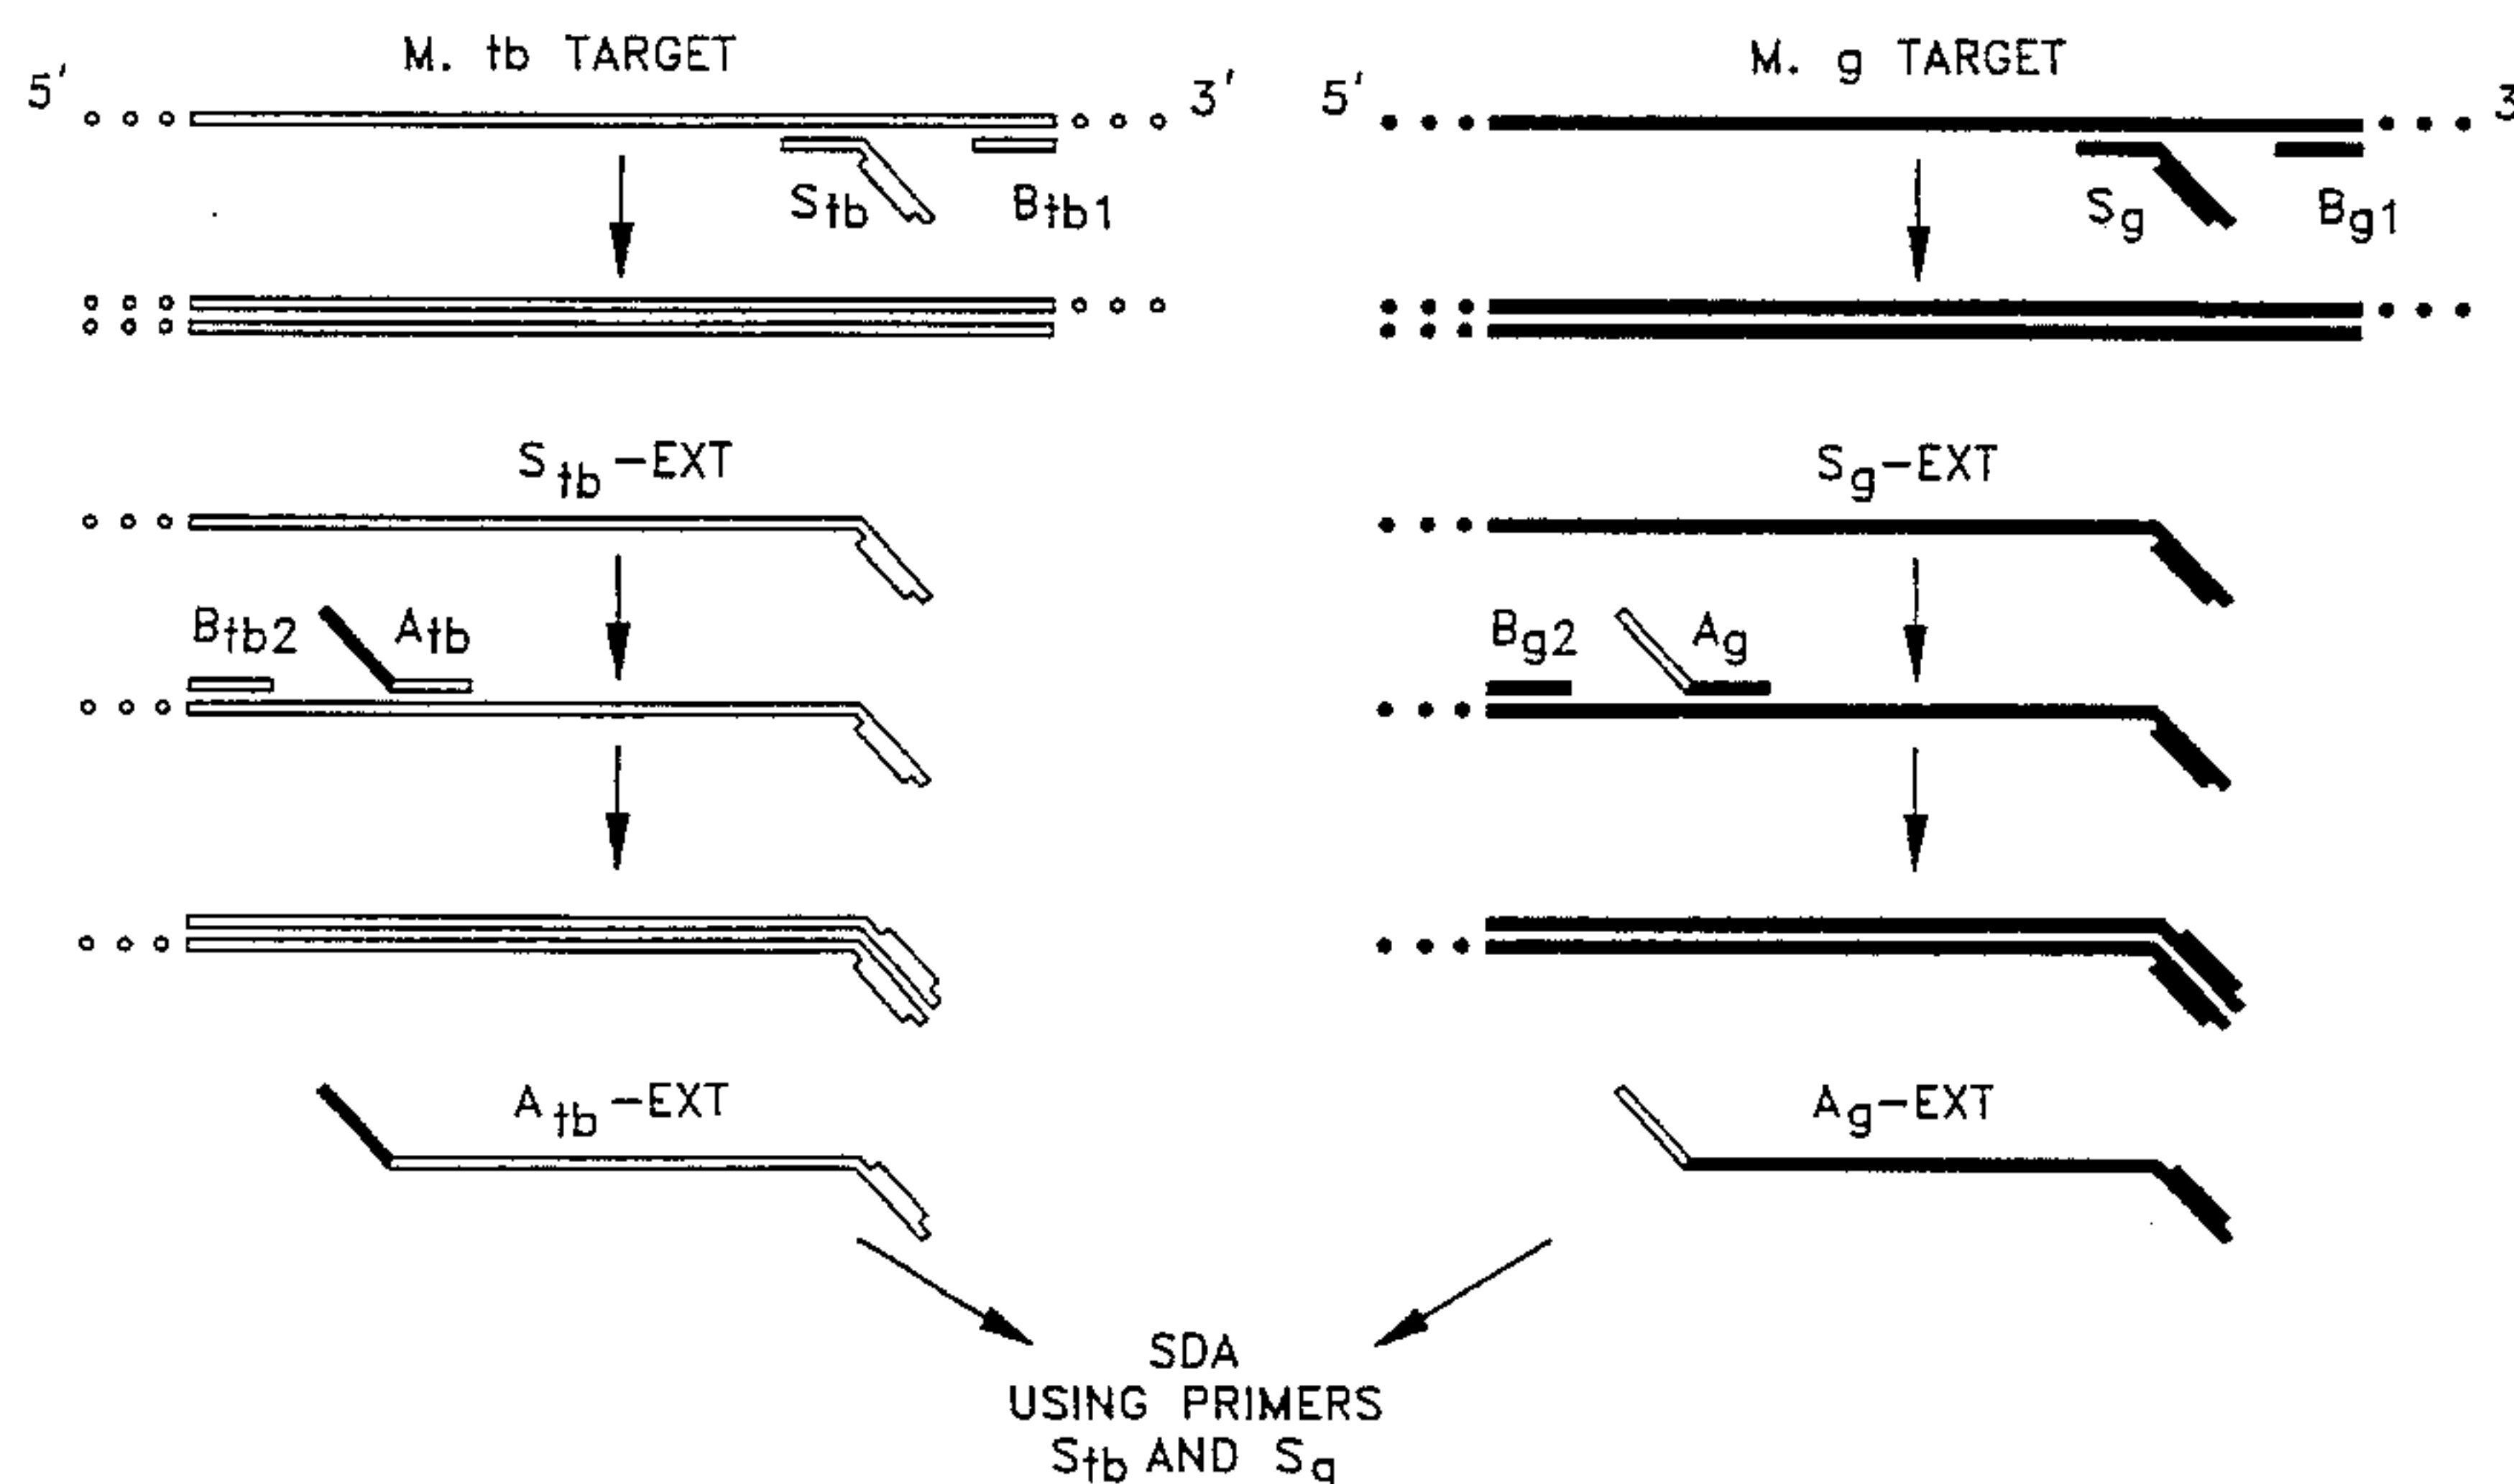 M. tb TARGET
5' 3'
Stb Btb1
Stb-EXT
Btb2 Atb
Atb-EXT
M. g TARGET
5' 3
Sg Bg1
Sg-EXT
Bg2 Ag
Ag-EXT
SDA
USING PRIMERS
Stb AND Sg